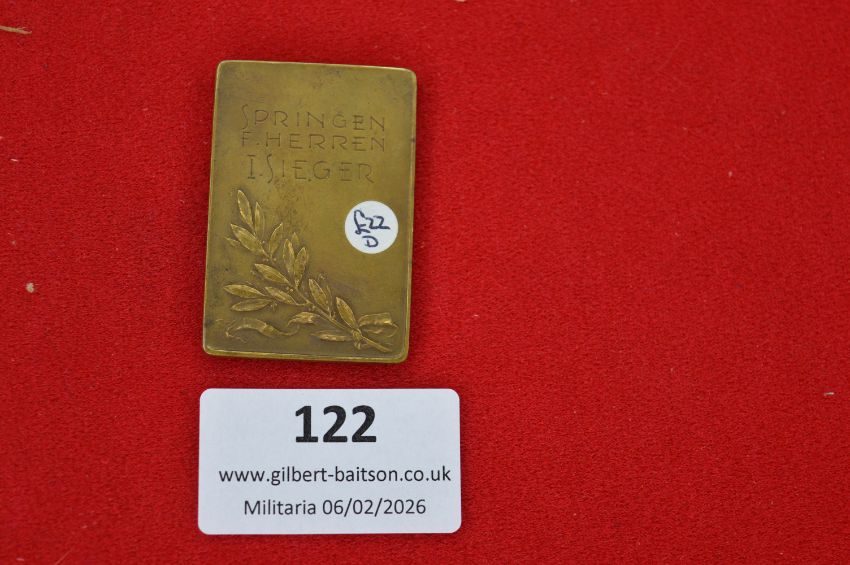 SPRINGEN
F. HERREN
I. SIEGER
£22
D
122
www.gilbert-baitson.co.uk
Militaria 06/02/2026